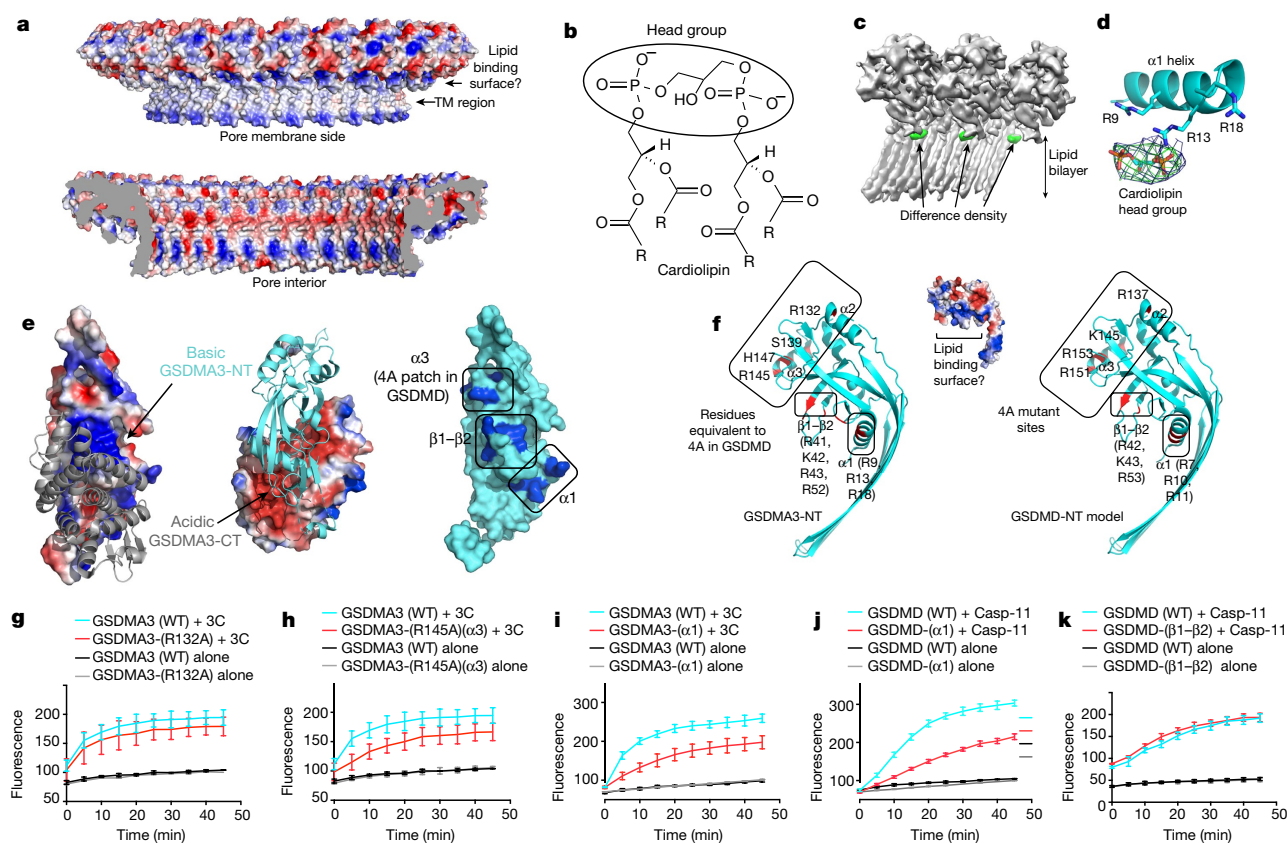 a
Lipid
binding
surface?
TM region
Pore membrane side
Pore interior
b
Head group
O
O⁻
P
O
O
HO
O
O
P
O⁻
O
O
H
H
O
O
O
O
O
O
R
R
O
O
R
R
Cardiolipin
c
Lipid
bilayer
Difference density
d
α1 helix
R9
R13
R18
Cardiolipin
head group
e
Basic
GSDMA3-NT
Acidic
GSDMA3-CT
α3
(4A patch in
GSDMD)
β1–β2
α1
f
R132
α2
S139
H147
α3
R145
Residues
equivalent to
4A in GSDMD
β1–β2
(R41,
K42,
R43,
R52)
α1 (R9,
R13,
R18)
GSDMA3-NT
Lipid
binding
surface?
R137
α2
K145
R153
α3
R151
4A mutant
sites
β1–β2
(R42,
K43,
R53)
α1 (R7,
R10,
R11)
GSDMD-NT model
g
GSDMA3 (WT) + 3C
GSDMA3-(R132A) + 3C
GSDMA3 (WT) alone
GSDMA3-(R132A) alone
Fluorescence
200
150
100
50
0 10 20 30 40 50
Time (min)
h
GSDMA3 (WT) + 3C
GSDMA3-(R145A)(α3) + 3C
GSDMA3 (WT) alone
GSDMA3-(R145A)(α3) alone
Fluorescence
200
150
100
50
0 10 20 30 40 50
Time (min)
i
GSDMA3 (WT) + 3C
GSDMA3-(α1) + 3C
GSDMA3 (WT) alone
GSDMA3-(α1) alone
Fluorescence
300
200
100
0 10 20 30 40 50
Time (min)
j
GSDMD (WT) + Casp-11
GSDMD-(α1) + Casp-11
GSDMD (WT) alone
GSDMD-(α1) alone
Fluorescence
300
200
100
0 10 20 30 40 50
Time (min)
k
GSDMD (WT) + Casp-11
GSDMD-(β1–β2) + Casp-11
GSDMD (WT) alone
GSDMD-(β1–β2) alone
Fluorescence
200
150
100
50
0
0 10 20 30 40 50
Time (min)